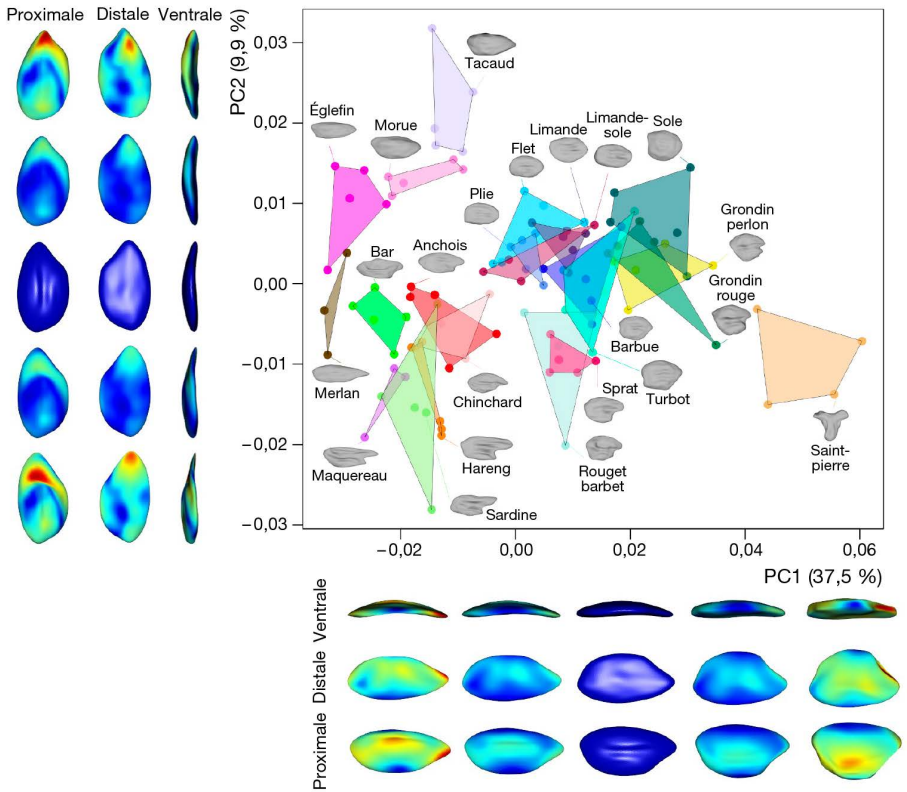 Proximale Distale Ventrale
PC2 (9,9 %)
0,03
0,02
0,01
0,00
−0,01
−0,02
−0,03
Tacaud
Églefin
Morue
Limande
Limande-
sole
Sole
Flet
Plie
Grondin
perlon
Bar
Anchois
Grondin
rouge
Barbue
Merlan
Chinchard
Sprat
Turbot
Saint-
pierre
Maquereau
Hareng
Rouget
barbet
Sardine
−0,02
0,00
0,02
0,04
0,06
PC1 (37,5 %)
Ventrale
Distale
Proximale